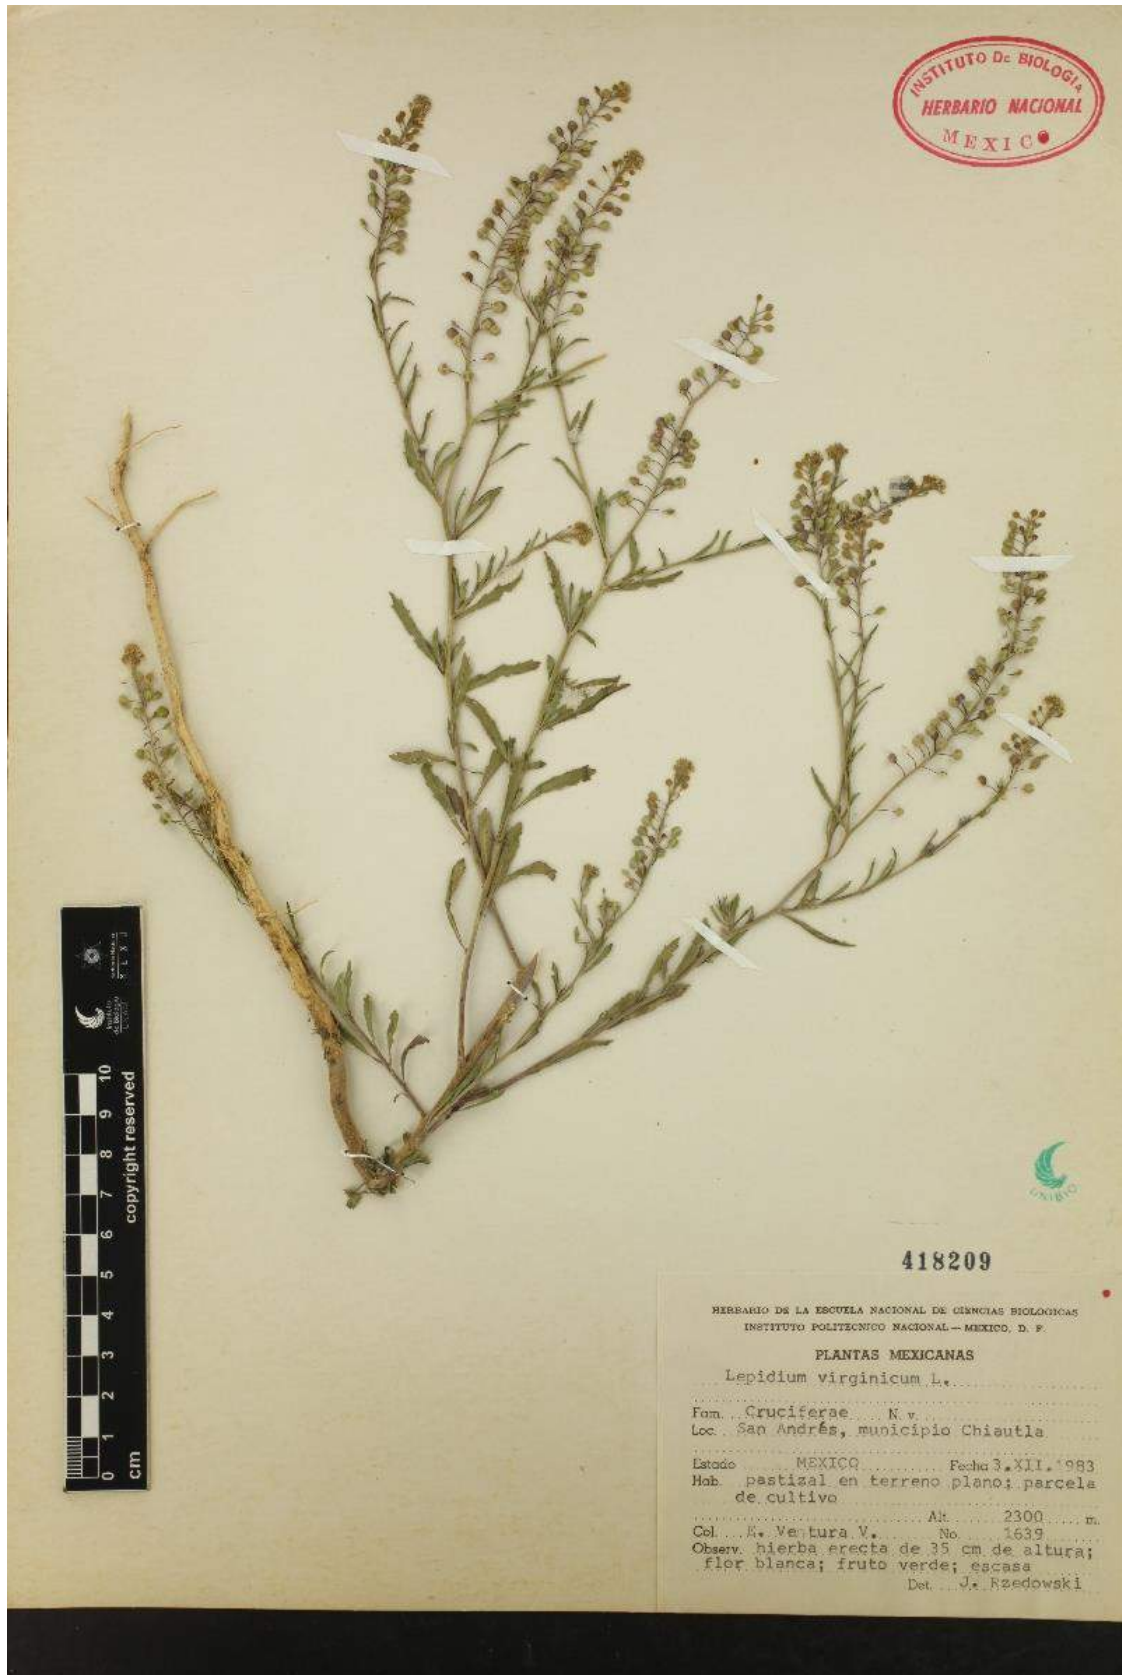 INSTITUTO DE BIOLOGIA
HERBARIO NACIONAL
MEXICO
10
9
8
7
6
5
4
3
2
1
0
cm
copyright reserved
Instituto
de Biología
UNIBIO
418209
HERBARIO DE LA ESCUELA NACIONAL DE CIENCIAS BIOLOGICAS
INSTITUTO POLITECNICO NACIONAL — MEXICO, D. F.
PLANTAS MEXICANAS
Lepidium virginicum L.
Fam. Cruciferae N. v.
Loc. San Andrés, municipio Chiautla
Estado MEXICO Fecha 3.XII.1983
Hab. pastizal en terreno plano; parcela
de cultivo
Alt. 2300 m.
Col. E. Ventura V. No. 1639
Observ. hierba erecta de 35 cm de altura;
flor blanca; fruto verde; escasa
Det. J. Rzedowski